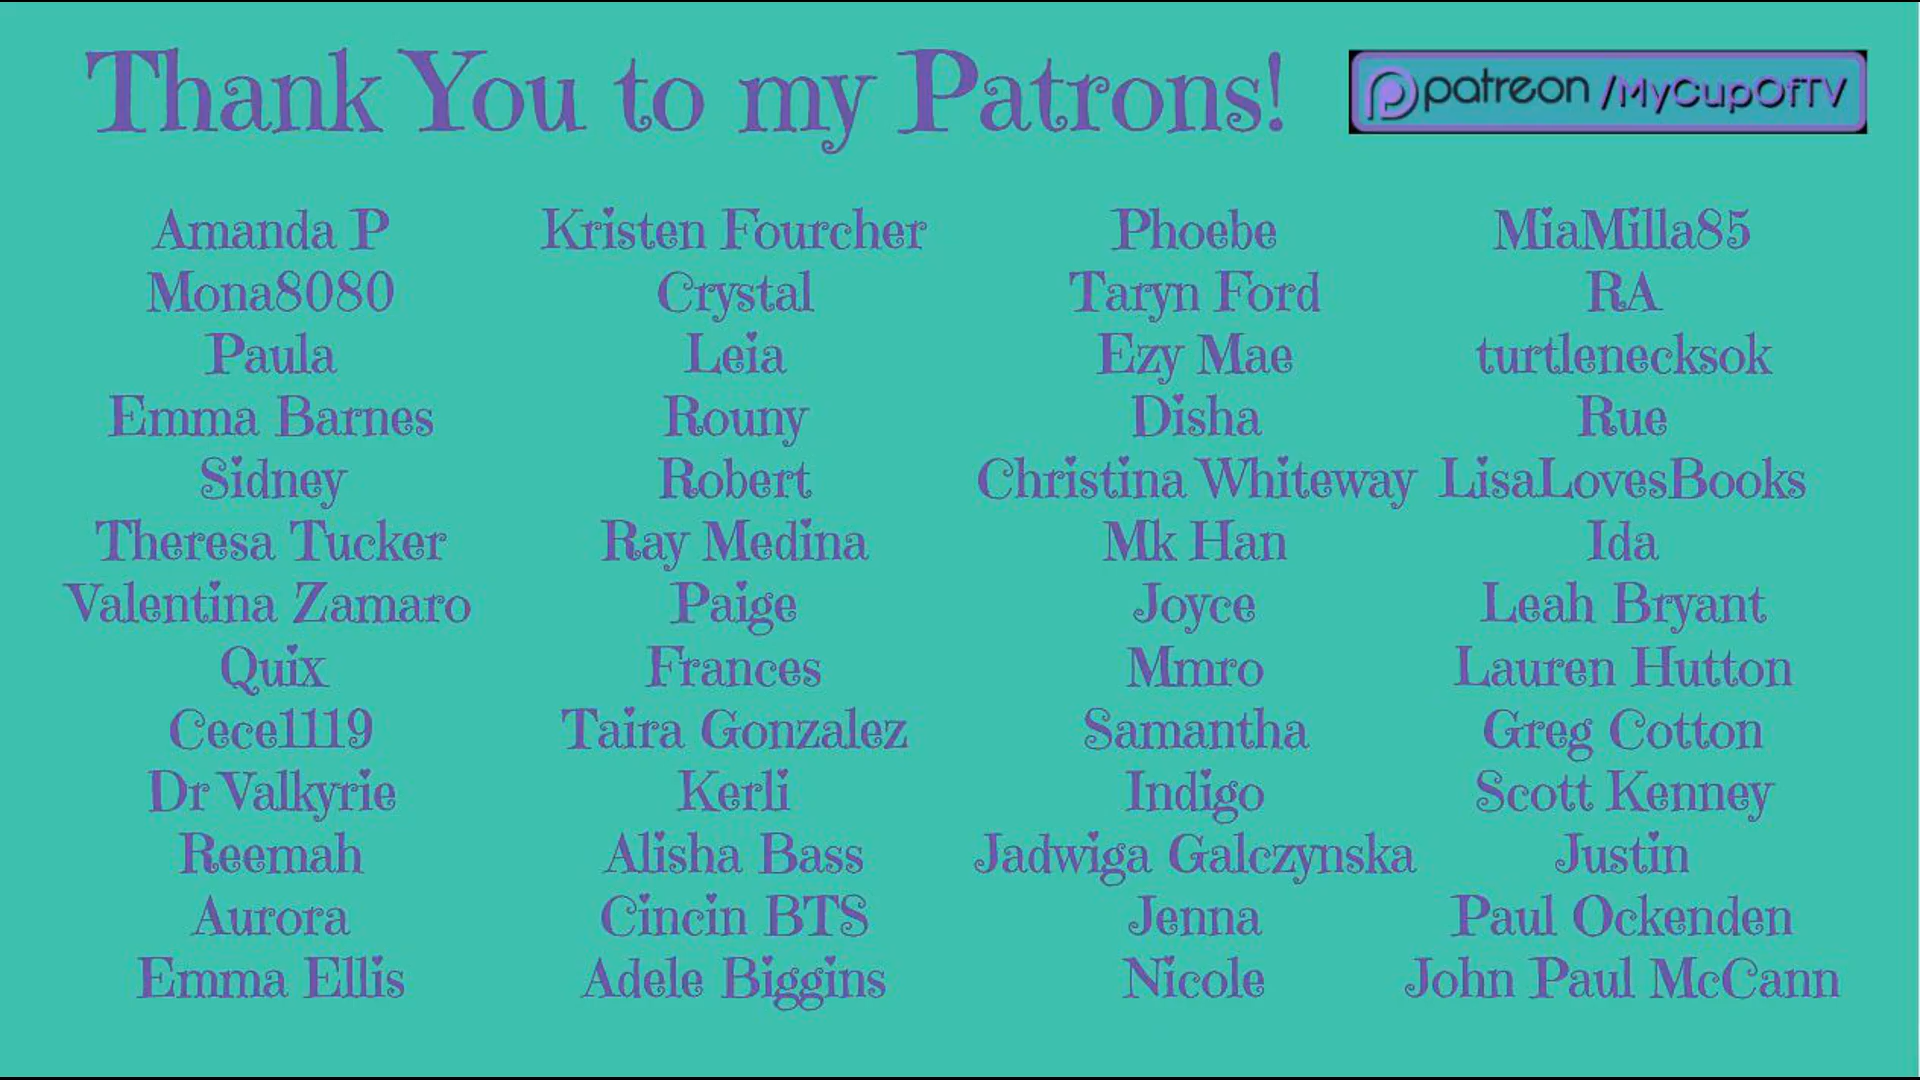 Thank You to my Patrons!
patreon /MyCupOfTV
Amanda P
Mona8080
Paula
Emma Barnes
Sidney
Theresa Tucker
Valentina Zamaro
Quix
Cece1119
Dr Valkyrie
Reemah
Aurora
Emma Ellis
Kristen Fourcher
Crystal
Leia
Rouny
Robert
Ray Medina
Paige
Frances
Taira Gonzalez
Kerli
Alisha Bass
Cincin BTS
Adele Biggins
Phoebe
Taryn Ford
Ezy Mae
Disha
Christina Whiteway
Mk Han
Joyce
Mmro
Samantha
Indigo
Jadwiga Galczynska
Jenna
Nicole
MiaMilla85
RA
turtlenecksok
Rue
LisaLovesBooks
Ida
Leah Bryant
Lauren Hutton
Greg Cotton
Scott Kenney
Justin
Paul Ockenden
John Paul McCann